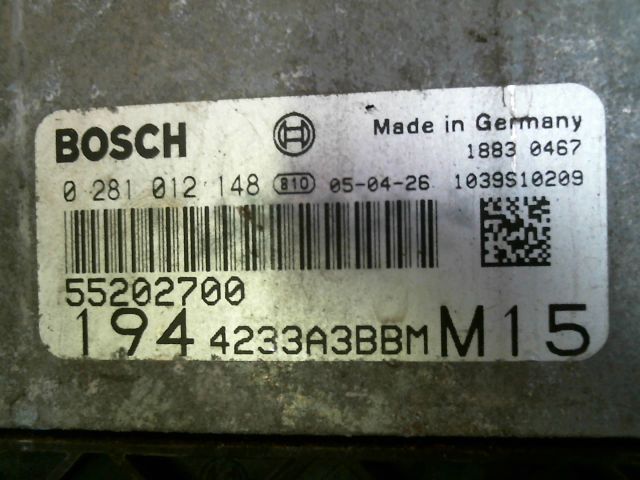 BOSCH Made in Germany
1883 0467
0 281 012 148 810 05-04-26 1039S10209
55202700
194 4233A3BBM M15